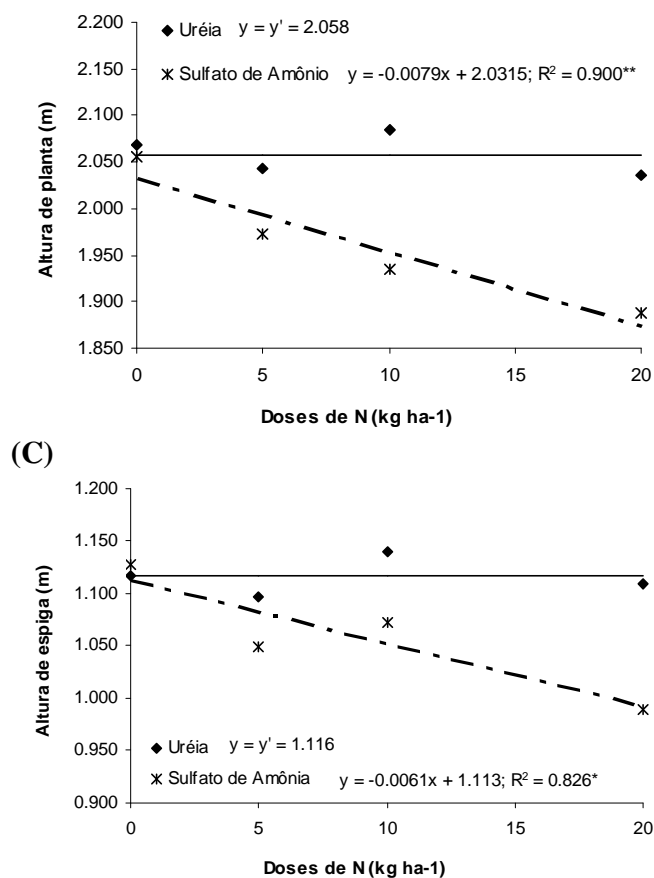 2.200
Uréia y = y' = 2.058
2.150
Sulfato de Amônio y = -0.0079x + 2.0315; R² = 0.900**
2.100
2.050
2.000
1.950
1.900
1.850
Altura de planta (m)
0 5 10 15 20
Doses de N (kg ha-1)
(C)
1.200
1.150
1.100
1.050
1.000
0.950
0.900
Altura de espiga (m)
Uréia y = y' = 1.116
Sulfato de Amônia y = -0.0061x + 1.113; R² = 0.826*
0 5 10 15 20
Doses de N (kg ha-1)